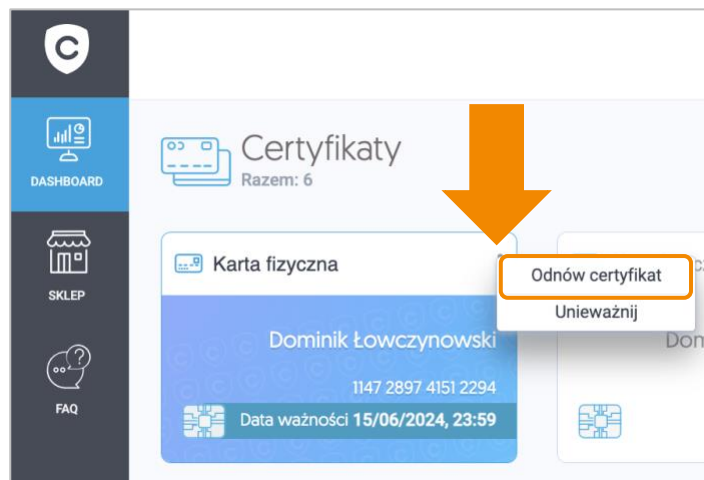 C
Certyfikaty
Razem: 6
DASHBOARD
SKLEP
FAQ
Karta fizyczna
Odnów certyfikat
Unieważnij
Dominik Łowczynowski
1147 2897 4151 2294
Data ważności 15/06/2024, 23:59
Dom